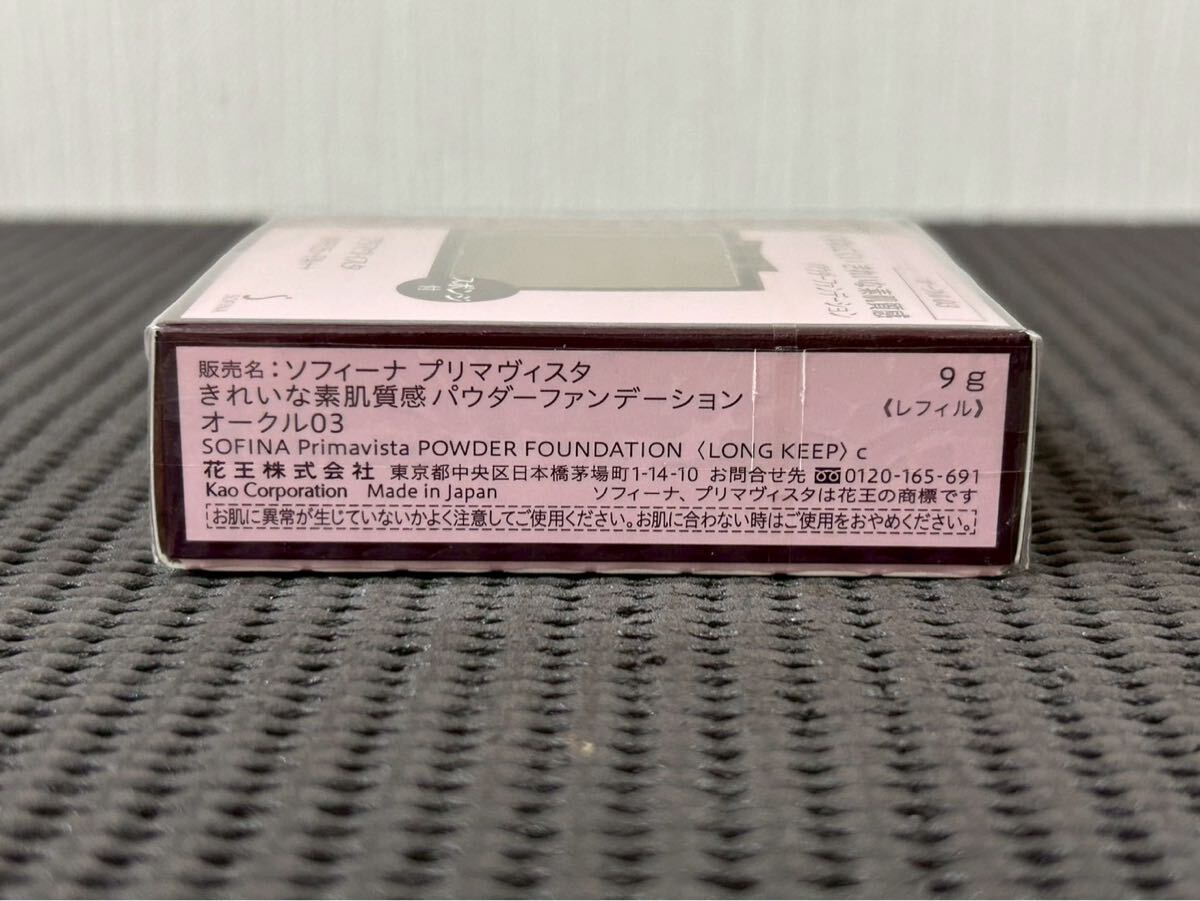 スポンジ
付
SOFINA
販売名：ソフィーナ プリマヴィスタ
きれいな素肌質感 パウダーファンデーション
オークル03
9g
《レフィル》
SOFINA Primavista POWDER FOUNDATION 〈LONG KEEP〉 c
花王株式会社 東京都中央区日本橋茅場町1-14-10 お問合せ先 0120-165-691
Kao Corporation Made in Japan ソフィーナ、プリマヴィスタは花王の商標です
お肌に異常が生じていないかよく注意してご使用ください。お肌に合わない時はご使用をおやめください。